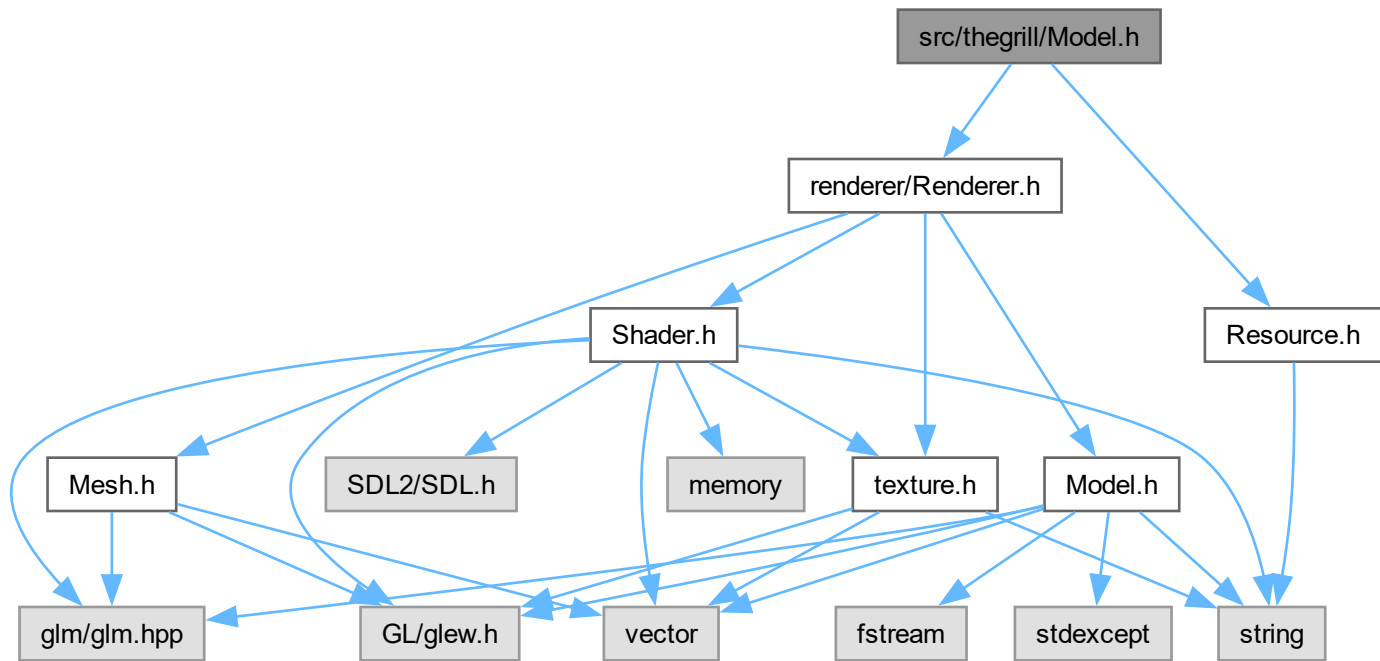 src/thegrill/Model.h
renderer/Renderer.h
Shader.h
Resource.h
Mesh.h
SDL2/SDL.h
memory
texture.h
Model.h
glm/glm.hpp
GL/glew.h
vector
fstream
stdexcept
string